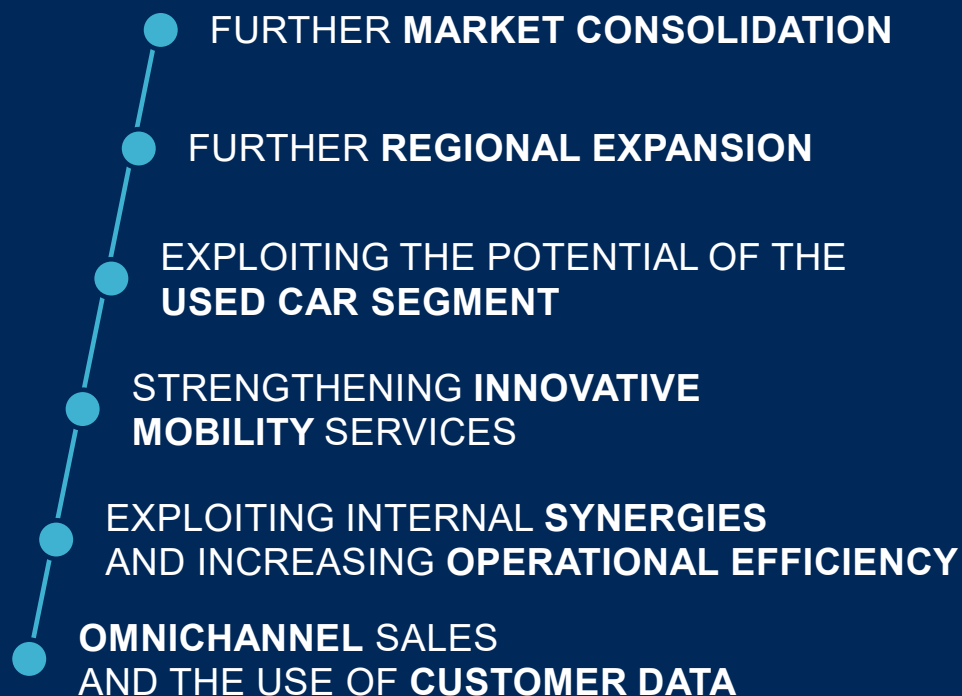 FURTHER MARKET CONSOLIDATION
FURTHER REGIONAL EXPANSION
EXPLOITING THE POTENTIAL OF THE
USED CAR SEGMENT
STRENGTHENING INNOVATIVE
MOBILITY SERVICES
EXPLOITING INTERNAL SYNERGIES
AND INCREASING OPERATIONAL EFFICIENCY
OMNICHANNEL SALES
AND THE USE OF CUSTOMER DATA